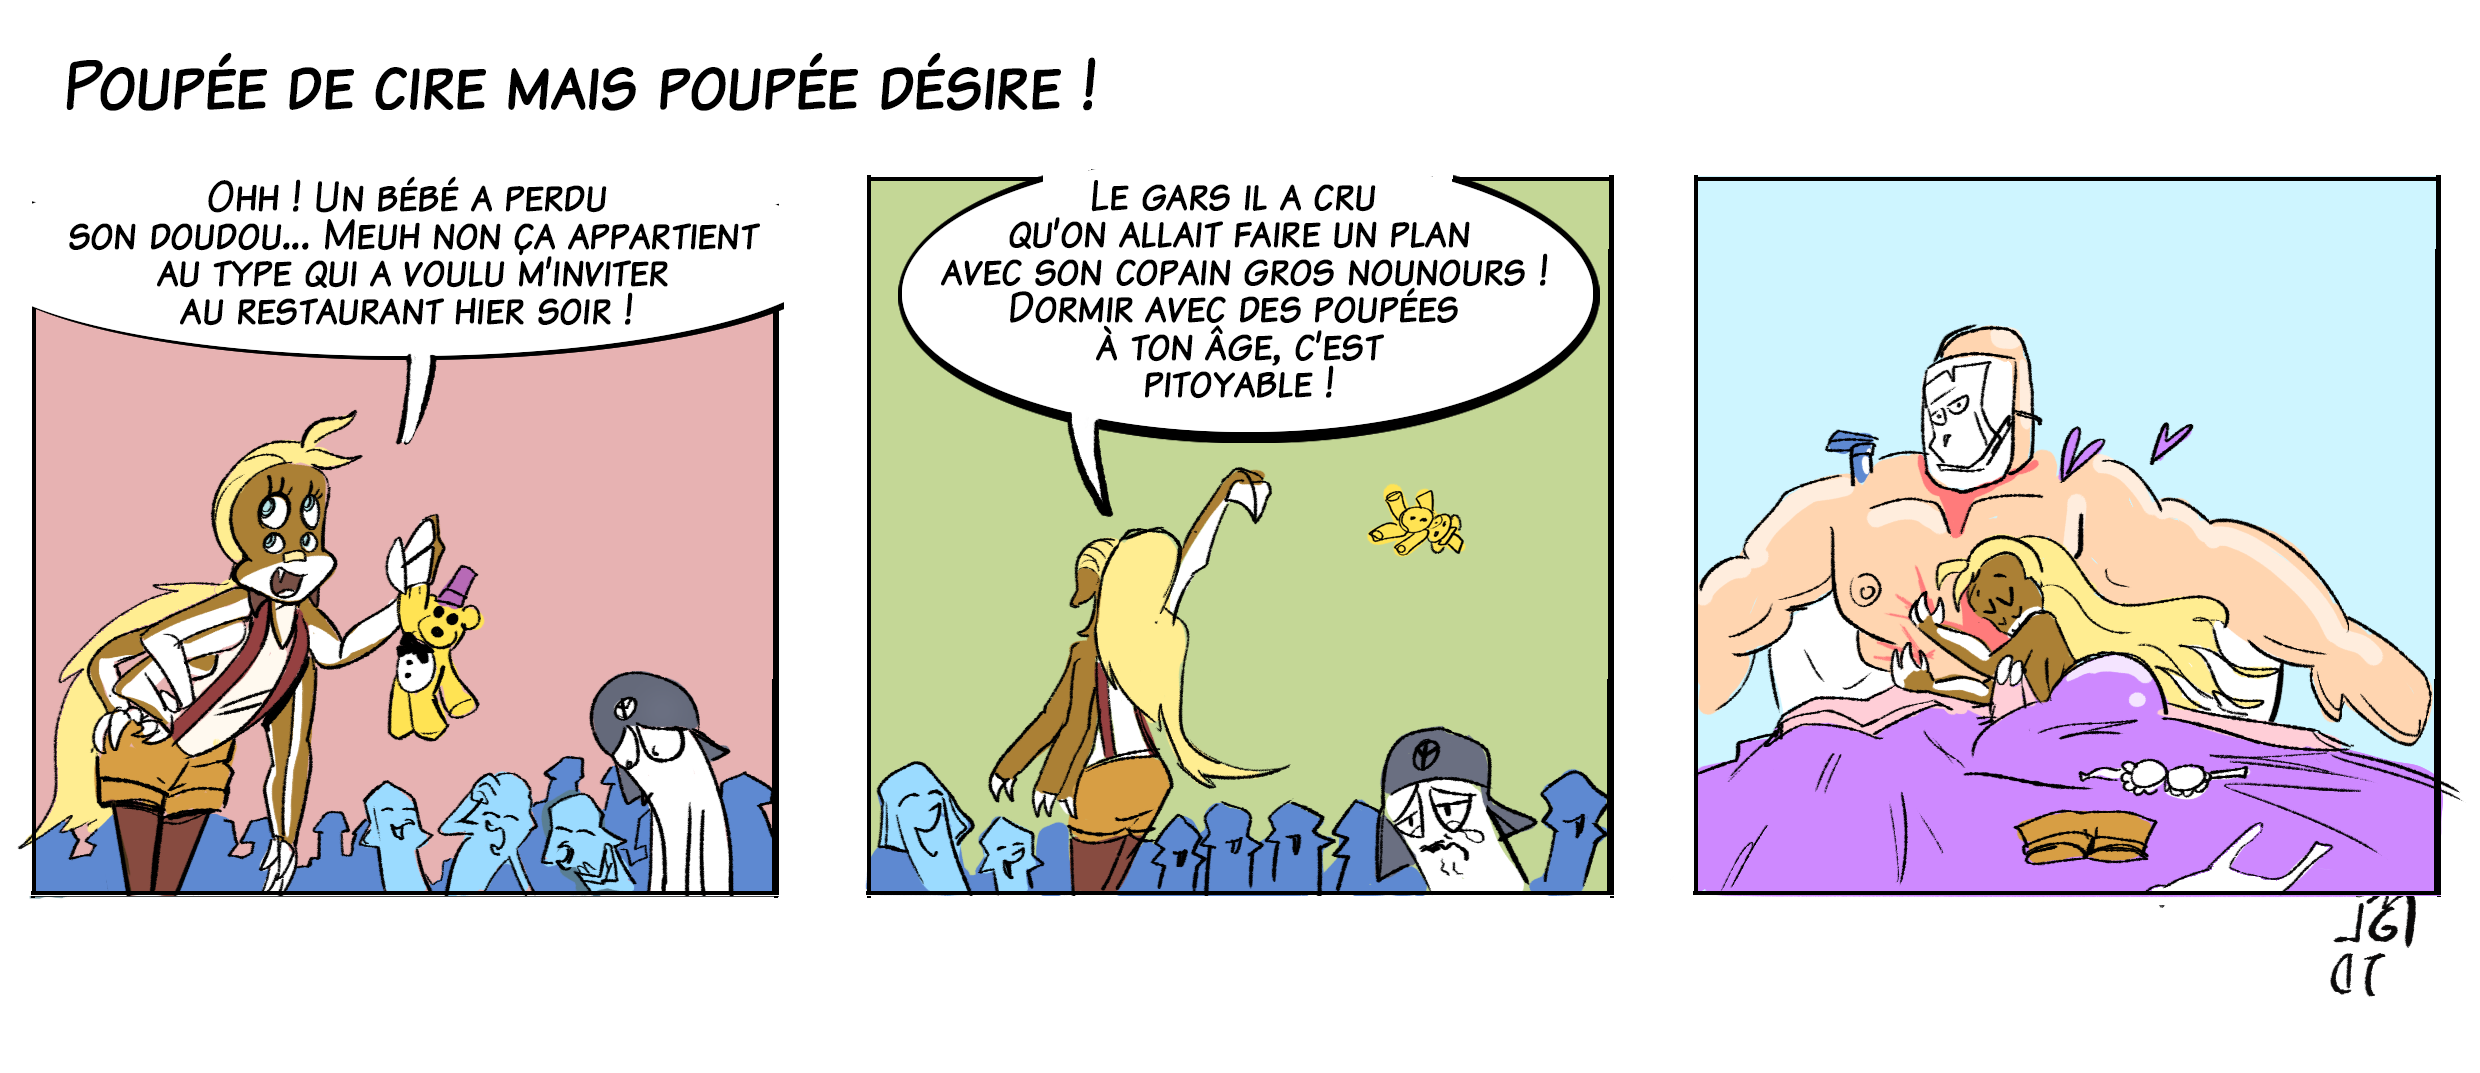 Poupée de cire mais poupée désire !
Ohh ! Un bébé a perdu
son doudou... Meuh non ça appartient
au type qui a voulu m'inviter
au restaurant hier soir !
Le gars il a cru
qu'on allait faire un plan
avec son copain gros nounours !
Dormir avec des poupées
à ton âge, c'est
pitoyable !